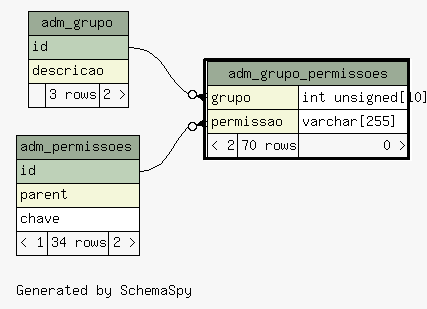 adm_grupo
id
descricao
3 rows 2 >
adm_grupo_permissoes
grupo int unsigned[10]
permissao varchar[255]
< 2 70 rows 0 >
adm_permissoes
id
parent
chave
< 1 34 rows 2 >
Generated by SchemaSpy